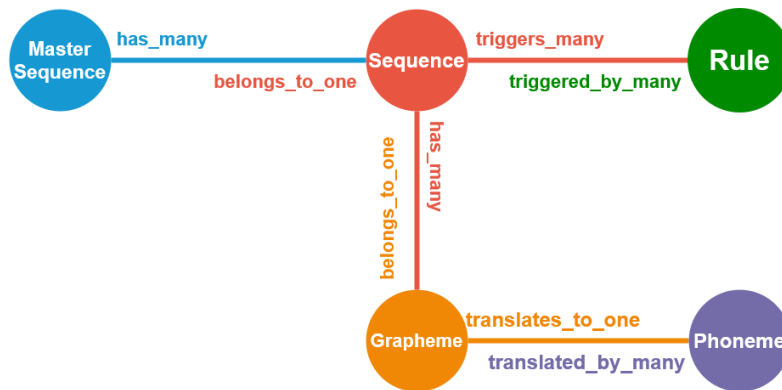 Master
Sequence
has_many
belongs_to_one
Sequence
triggers_many
triggered_by_many
Rule
belongs_to_one
has_many
Grapheme
translates_to_one
translated_by_many
Phoneme